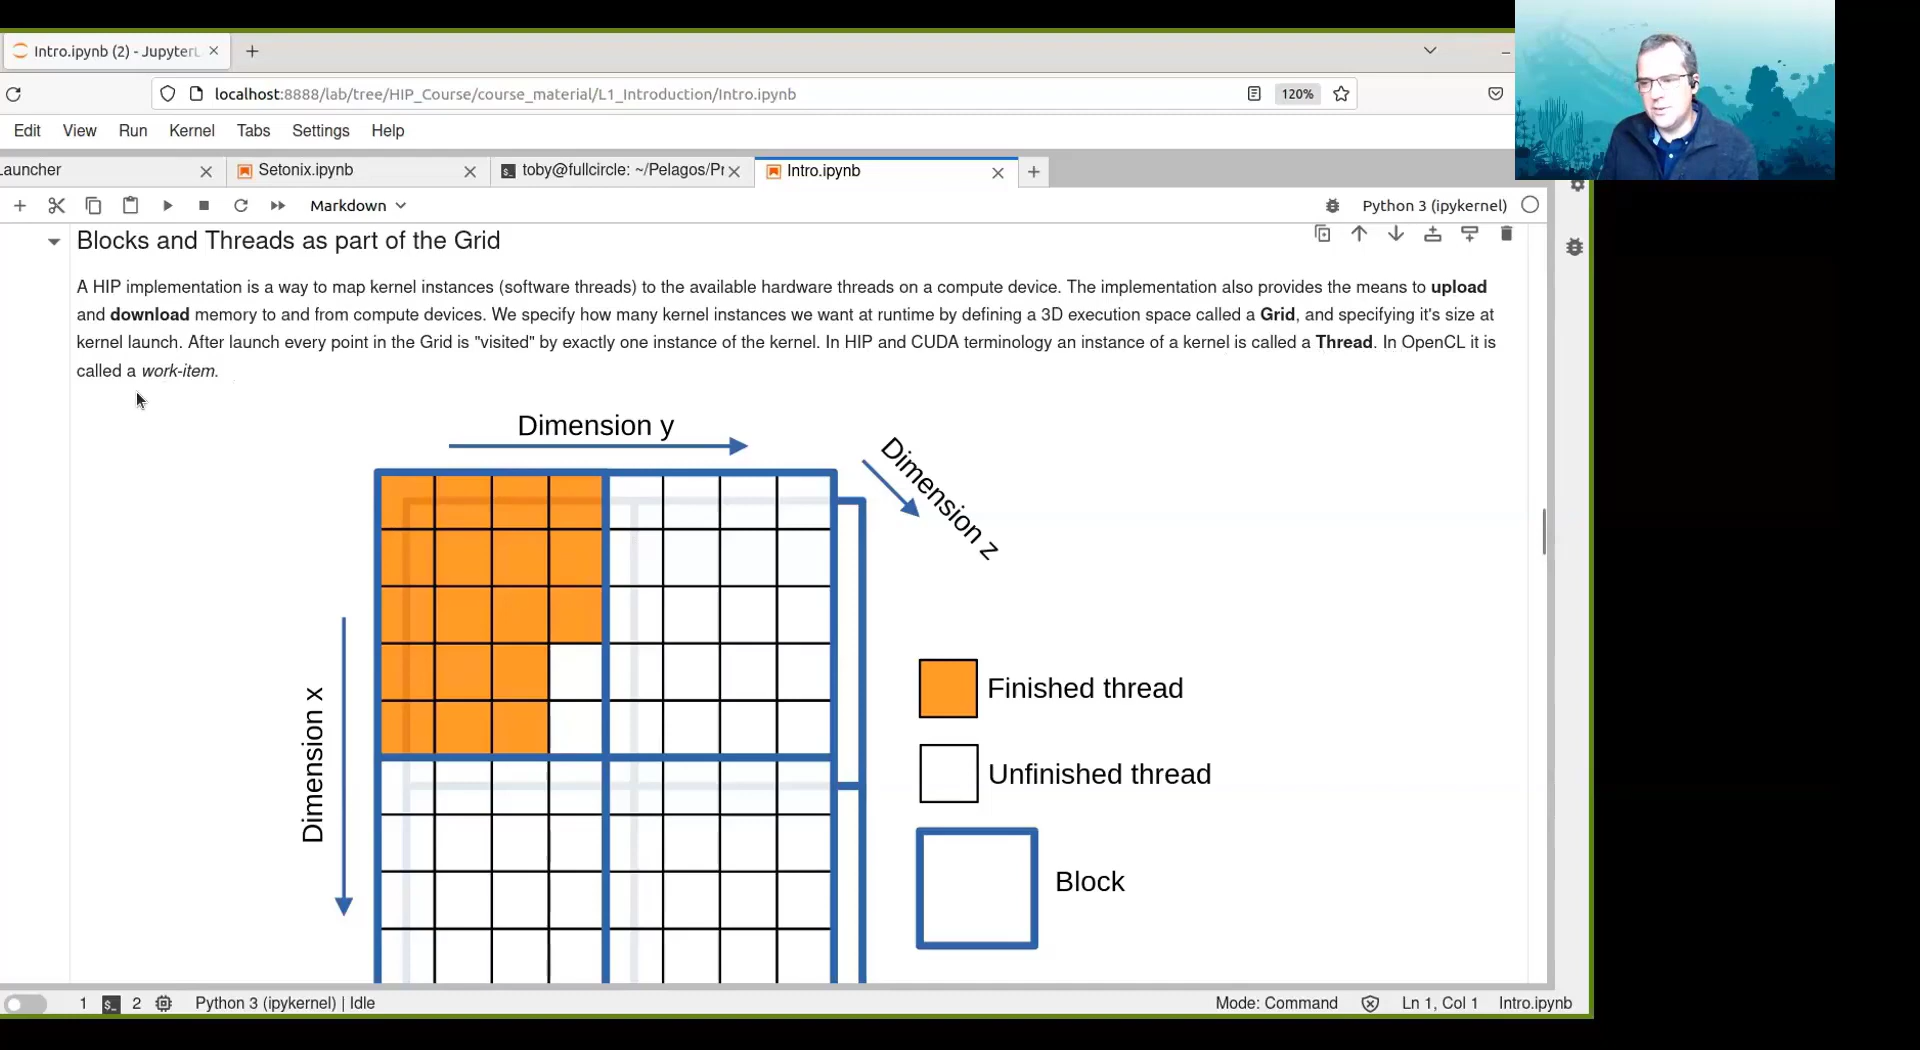 Intro.ipynb (2) - JupyterL
localhost:8888/lab/tree/HIP_Course/course_material/L1_Introduction/Intro.ipynb
120%
Edit View Run Kernel Tabs Settings Help
Launcher
Setonix.ipynb
toby@fullcircle: ~/Pelagos/Pr
Intro.ipynb
Markdown
Python 3 (ipykernel)
Blocks and Threads as part of the Grid
A HIP implementation is a way to map kernel instances (software threads) to the available hardware threads on a compute device. The implementation also provides the means to upload
and download memory to and from compute devices. We specify how many kernel instances we want at runtime by defining a 3D execution space called a Grid, and specifying it's size at
kernel launch. After launch every point in the Grid is "visited" by exactly one instance of the kernel. In HIP and CUDA terminology an instance of a kernel is called a Thread. In OpenCL it is
called a work-item.
Dimension y
Dimension z
Dimension x
Finished thread
Unfinished thread
Block
1 2 Python 3 (ipykernel) | Idle
Mode: Command Ln 1, Col 1 Intro.ipynb